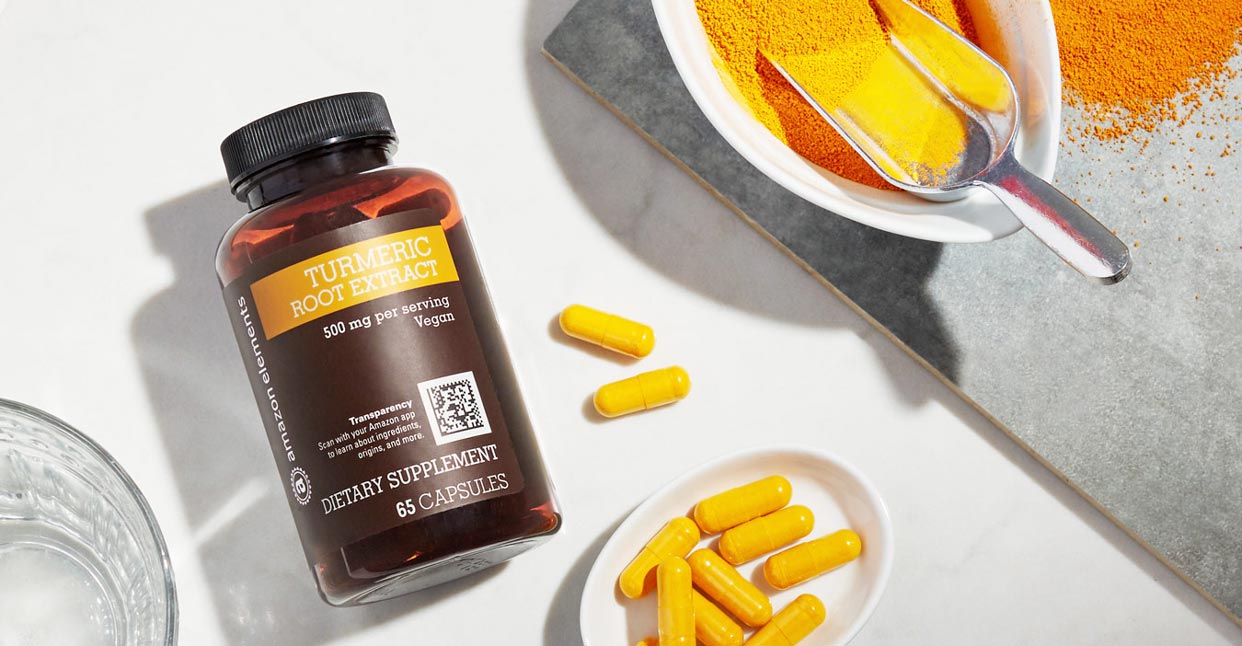 TURMERIC
ROOT EXTRACT
500 mg per serving
Vegan
amazon elements
a
Transparency
Scan with your Amazon app
to learn about ingredients,
origins, and more.
DIETARY SUPPLEMENT
65 CAPSULES